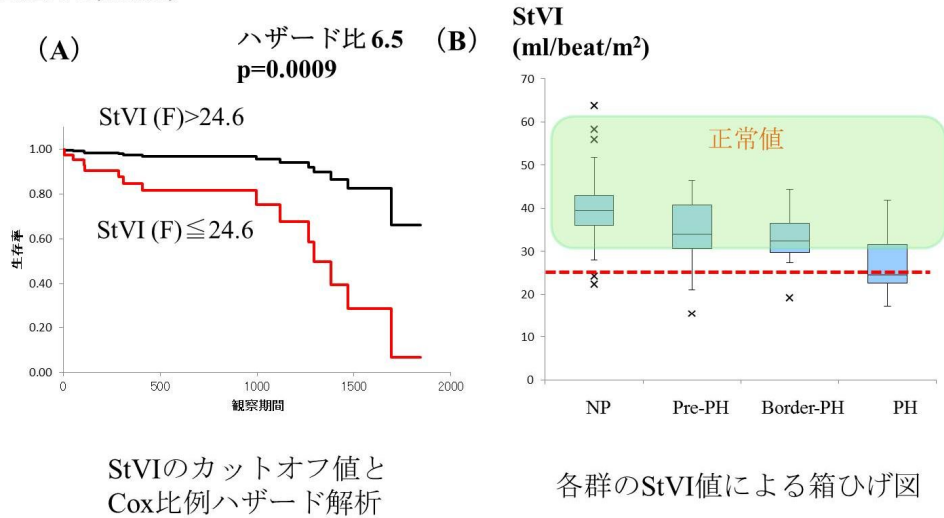 (A)
ハザード比 6.5
p=0.0009
StVI (F)>24.6
StVI (F)≦24.6
生存率
1.00
0.80
0.60
0.40
0.20
0.00
0
500
1000
1500
2000
観察期間
StVIのカットオフ値と
Cox比例ハザード解析
(B)
StVI
(ml/beat/m²)
正常値
70
60
50
40
30
20
10
0
NP
Pre-PH
Border-PH
PH
各群のStVI値による箱ひげ図